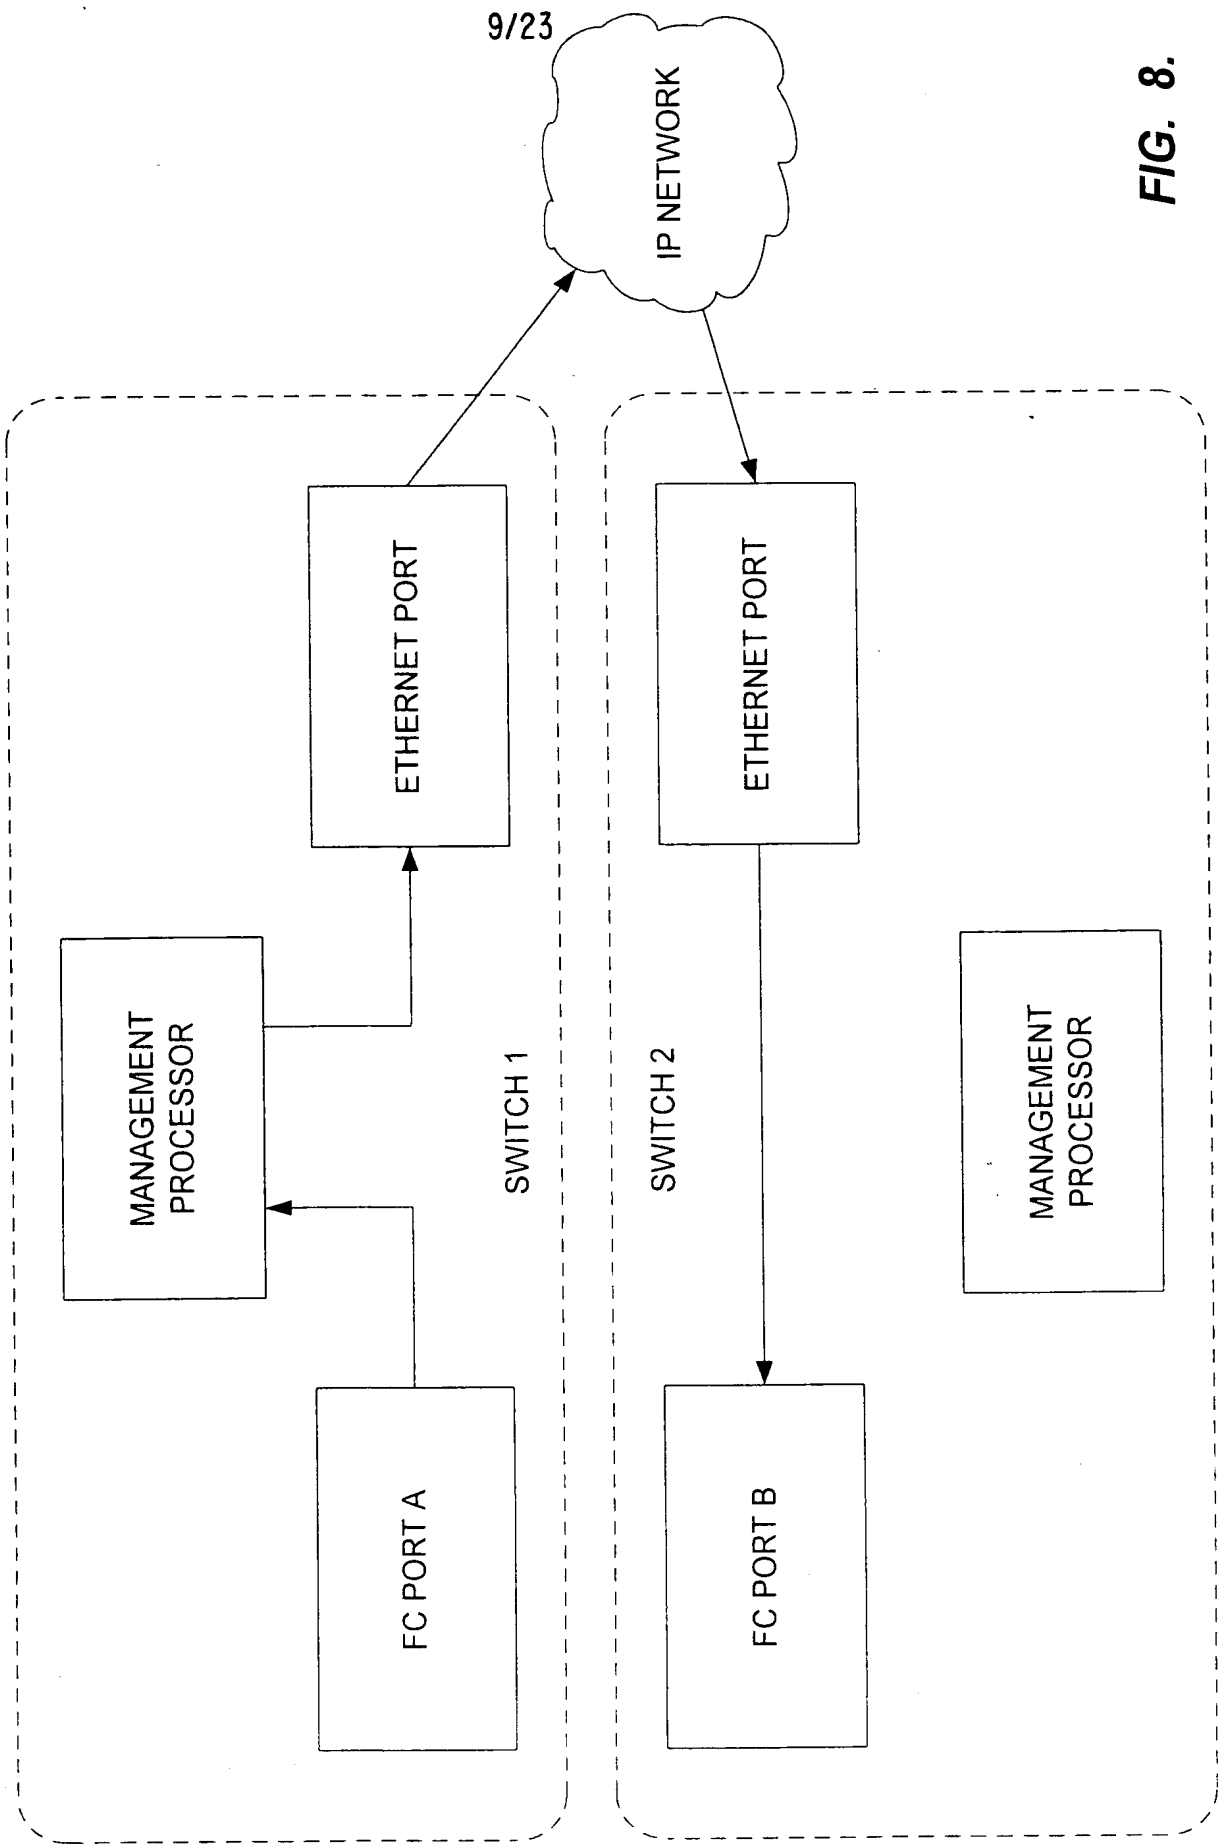 9/23
MANAGEMENT
PROCESSOR
FC PORT A
ETHERNET PORT
SWITCH 1
IP NETWORK
SWITCH 2
FC PORT B
ETHERNET PORT
MANAGEMENT
PROCESSOR
FIG. 8.